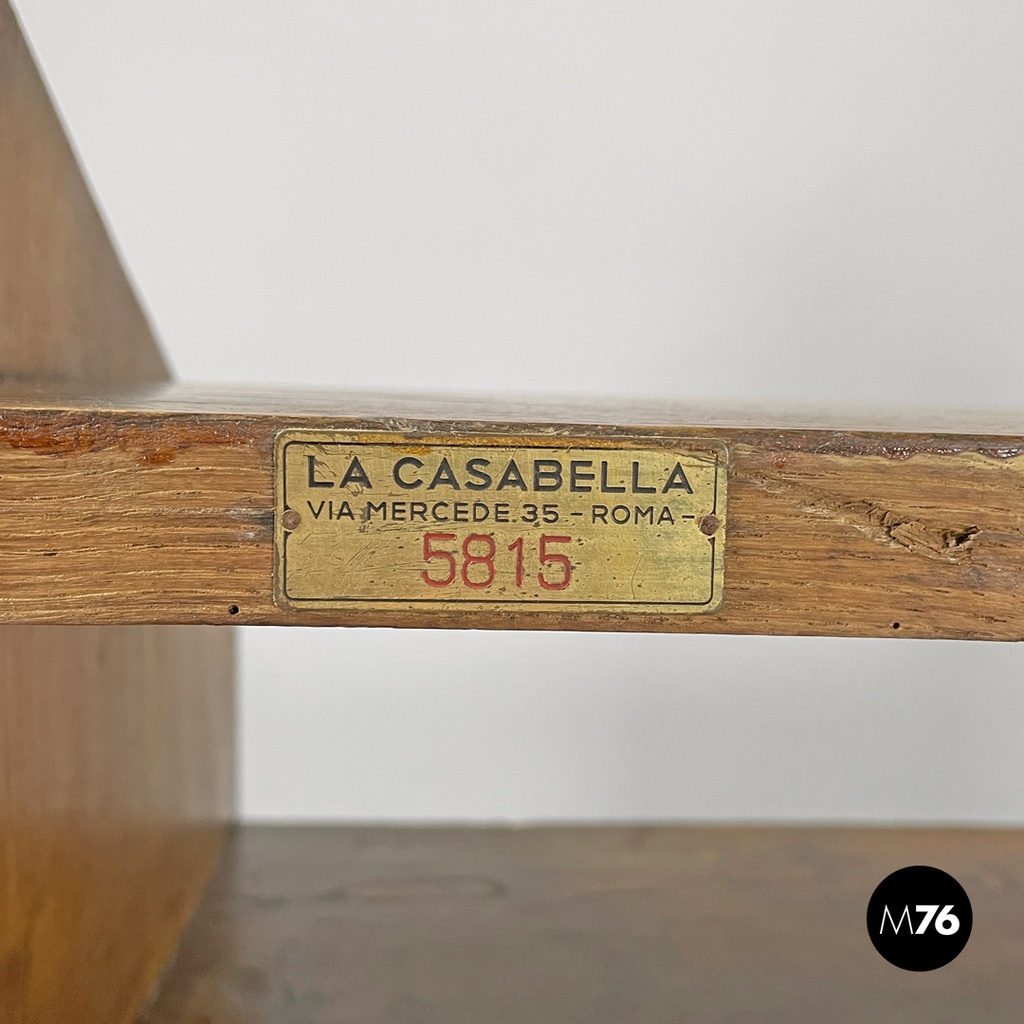 LA CASABELLA
VIA MERCEDE.35 - ROMA -
5815
M76